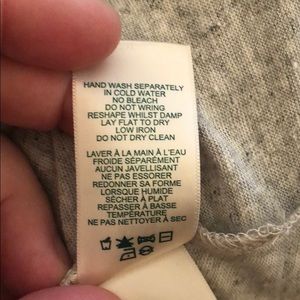 HAND WASH SEPARATELY
IN COLD WATER
NO BLEACH
DO NOT WRING
RESHAPE WHILST DAMP
LAY FLAT TO DRY
LOW IRON
DO NOT DRY CLEAN
LAVER À LA MAIN À L'EAU
FROIDE SÉPARÉMENT
AUCUN JAVELLISANT
NE PAS ESSORER
REDONNER SA FORME
LORSQUE HUMIDE
SÉCHER À PLAT
REPASSER À BASSE
TEMPÉRATURE
NE PAS NETTOYER À SEC